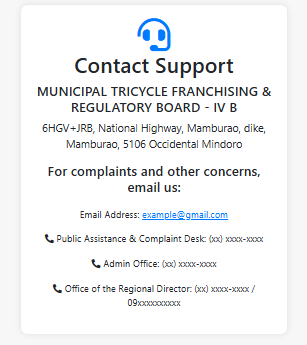 Contact Support
MUNICIPAL TRICYCLE FRANCHISING &
REGULATORY BOARD - IV B
6HGV+JRB, National Highway, Mamburao, dike,
Mamburao, 5106 Occidental Mindoro
For complaints and other concerns,
email us:
Email Address: example@gmail.com
Public Assistance & Complaint Desk: (xx) xxxx-xxxx
Admin Office: (xx) xxxx-xxxx
Office of the Regional Director: (xx) xxxx-xxxx /
09xxxxxxxxxx